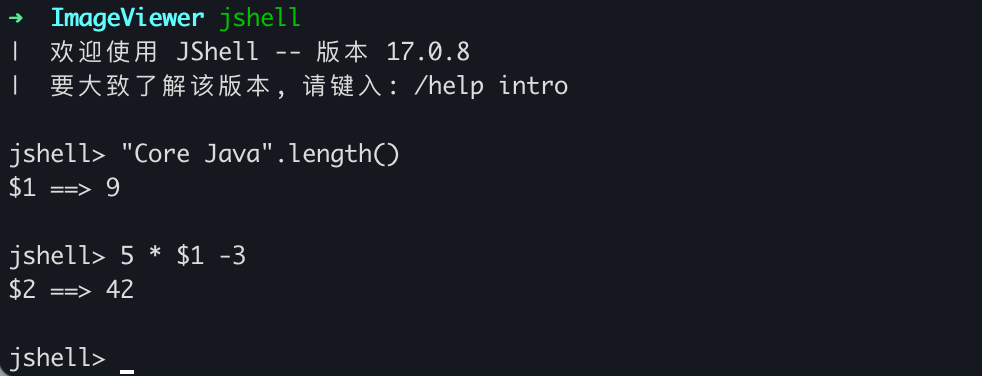 ➜ ImageViewer jshell
| 欢迎使用 JShell -- 版本 17.0.8
| 要大致了解该版本, 请键入: /help intro
jshell> "Core Java".length()
$1 ==> 9
jshell> 5 * $1 -3
$2 ==> 42
jshell>